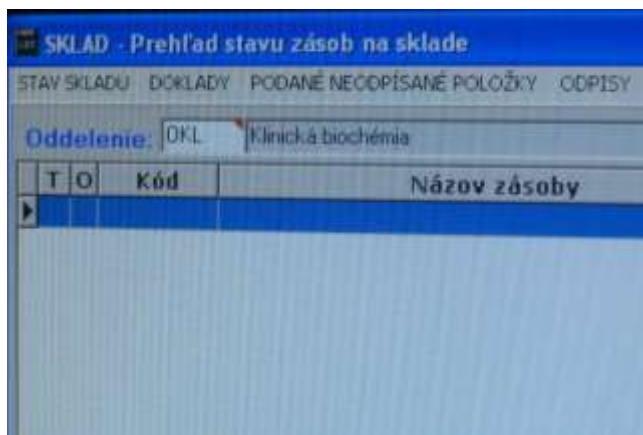 SKLAD - Prehľad stavu zásob na sklade
STAV SKLADU DOKLADY PODANÉ NEODPÍSANÉ POLOŽKY ODPISY
Oddelenie: OKL Klinická biochémia
T O Kód Názov zásoby